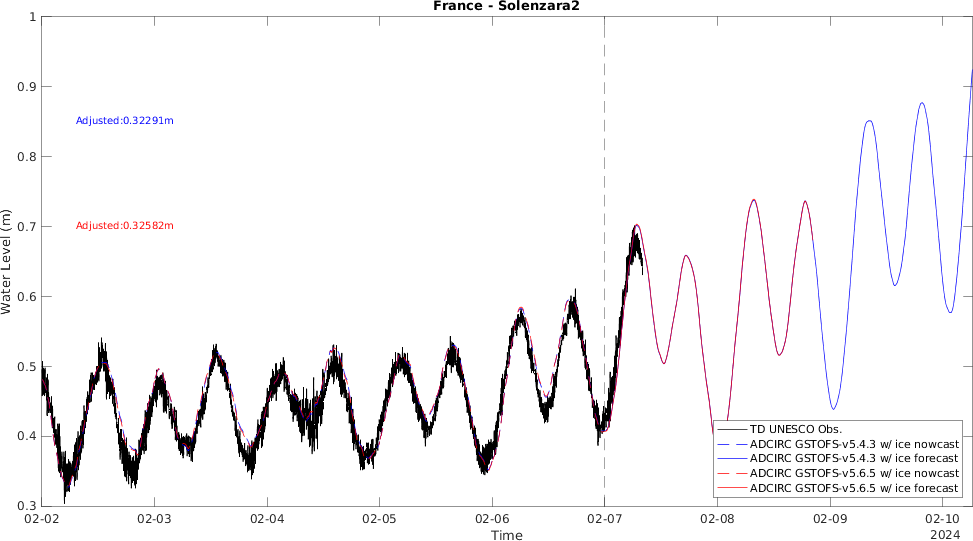 France - Solenzara2
1
0.9
0.8
0.7
0.6
0.5
0.4
0.3
Water Level (m)
Adjusted:0.32291m
Adjusted:0.32582m
TD UNESCO Obs.
ADCIRC GSTOFS-v5.4.3 w/ ice nowcast
ADCIRC GSTOFS-v5.4.3 w/ ice forecast
ADCIRC GSTOFS-v5.6.5 w/ ice nowcast
ADCIRC GSTOFS-v5.6.5 w/ ice forecast
02-02 02-03 02-04 02-05 02-06 02-07 02-08 02-09 02-10
Time
2024